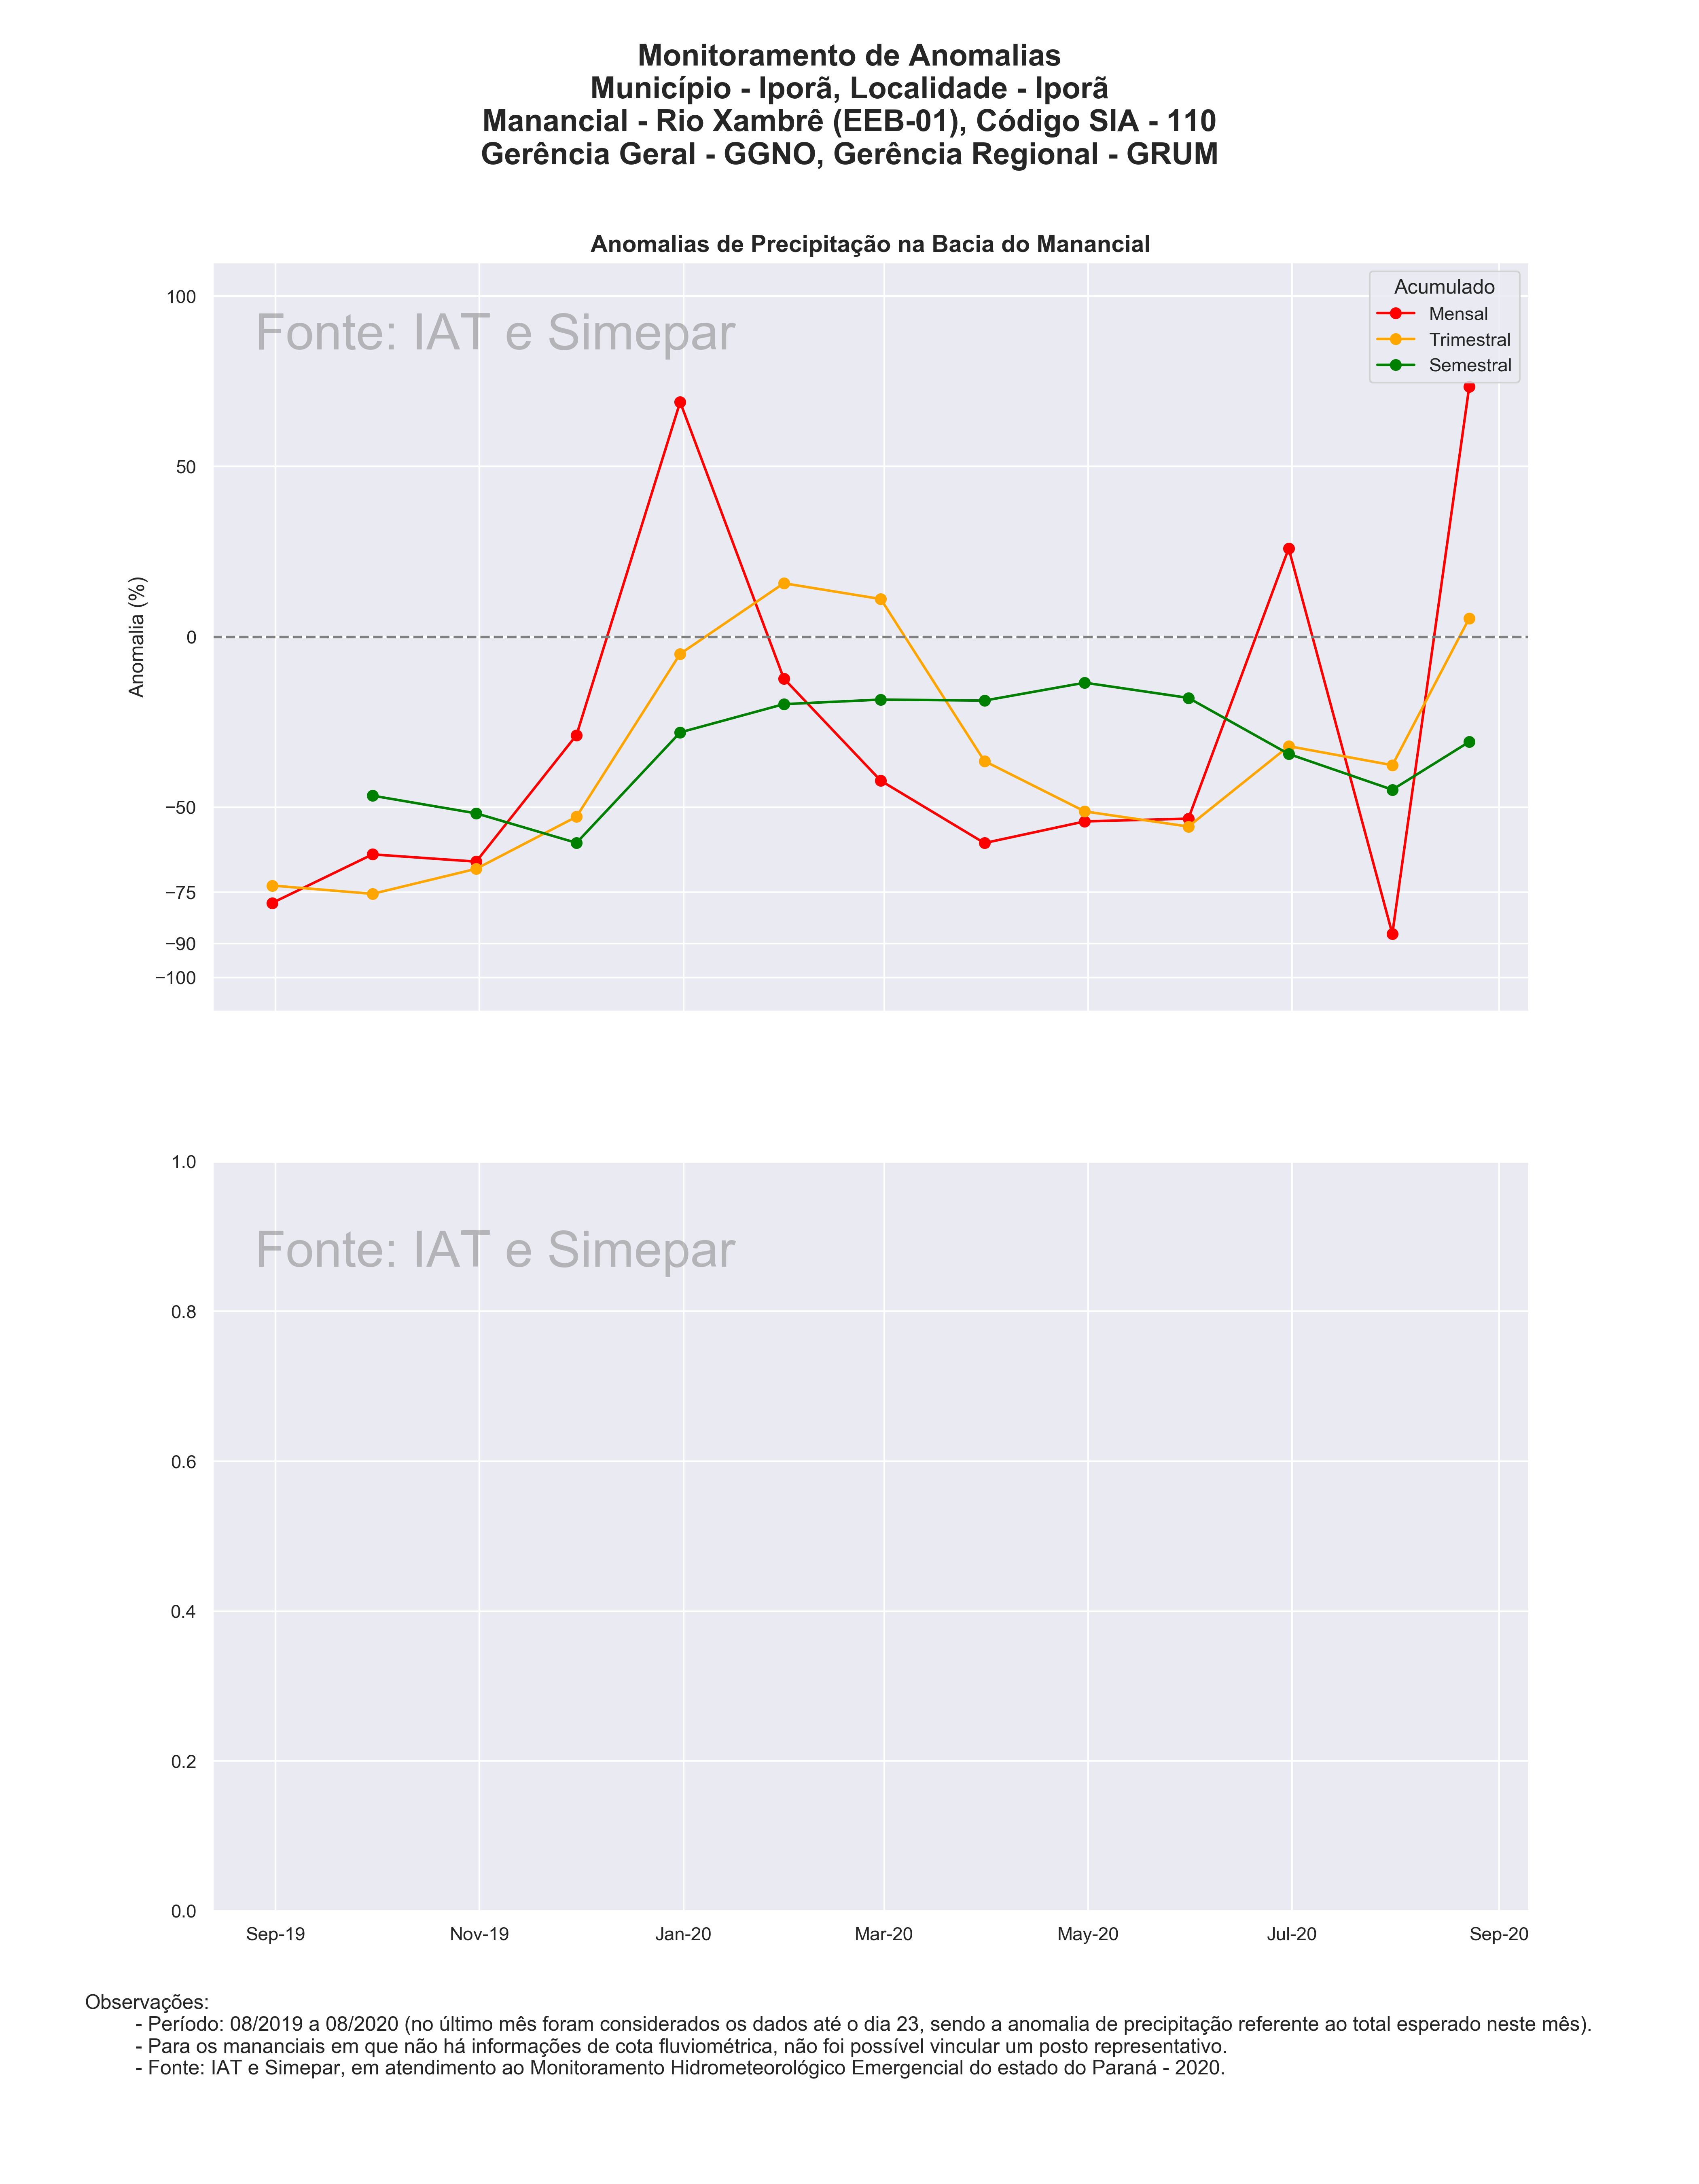 Monitoramento de Anomalias
Município - Iporã, Localidade - Iporã
Manancial - Rio Xambrê (EEB-01), Código SIA - 110
Gerência Geral - GGNO, Gerência Regional - GRUM
Anomalias de Precipitação na Bacia do Manancial
Fonte: IAT e Simepar
Acumulado
Mensal
Trimestral
Semestral
Anomalia (%)
100
50
0
−50
−75
−90
−100
Fonte: IAT e Simepar
1.0
0.8
0.6
0.4
0.2
0.0
Sep-19 Nov-19 Jan-20 Mar-20 May-20 Jul-20 Sep-20
Observações:
- Período: 08/2019 a 08/2020 (no último mês foram considerados os dados até o dia 23, sendo a anomalia de precipitação referente ao total esperado neste mês).
- Para os mananciais em que não há informações de cota fluviométrica, não foi possível vincular um posto representativo.
- Fonte: IAT e Simepar, em atendimento ao Monitoramento Hidrometeorológico Emergencial do estado do Paraná - 2020.